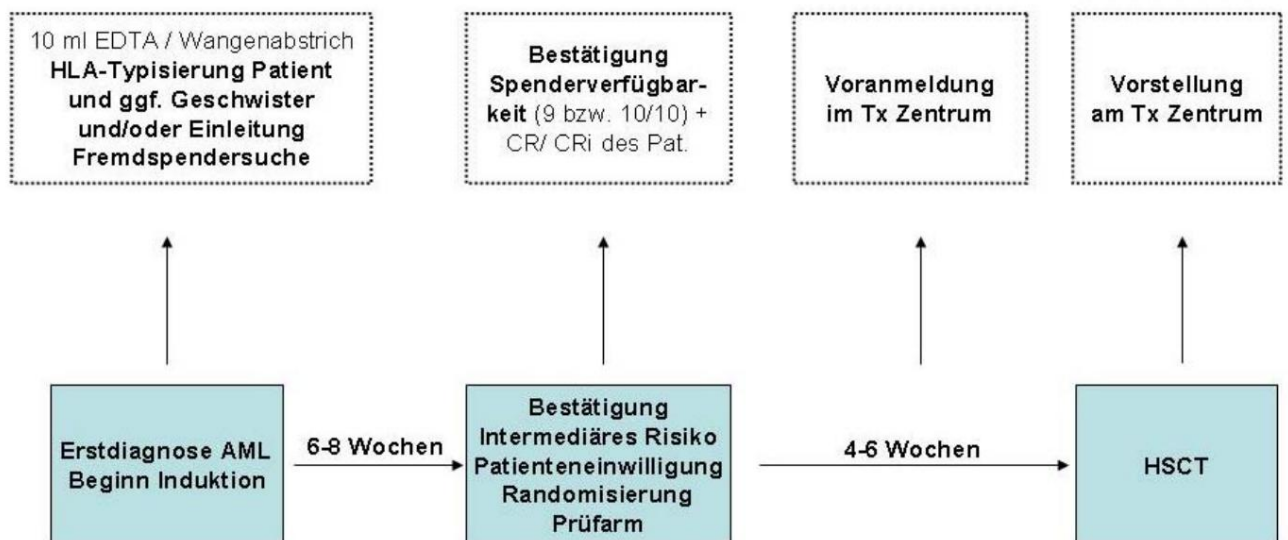 10 ml EDTA / Wangenabstrich
HLA-Typisierung Patient
und ggf. Geschwister
und/oder Einleitung
Fremdspendersuche
Bestätigung
Spenderverfügbar-
keit (9 bzw. 10/10) +
CR/ CRi des Pat.
Voranmeldung
im Tx Zentrum
Vorstellung
am Tx Zentrum
Erstdiagnose AML
Beginn Induktion
6-8 Wochen
Bestätigung
Intermediäres Risiko
Patienteneinwilligung
Randomisierung
Prüfarm
4-6 Wochen
HSCT